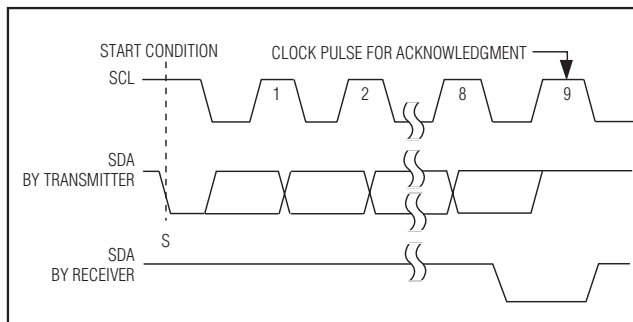 START CONDITION
CLOCK PULSE FOR ACKNOWLEDGMENT
SCL
1 2 8 9
SDA
BY TRANSMITTER
S
SDA
BY RECEIVER